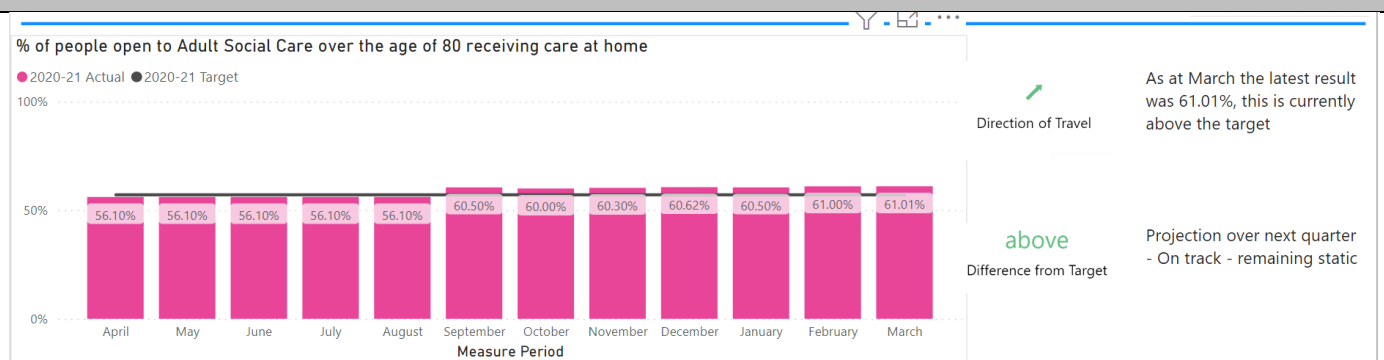 % of people open to Adult Social Care over the age of 80 receiving care at home
2020-21 Actual 2020-21 Target
100%
50%
0%
56.10% 56.10% 56.10% 56.10% 56.10% 60.50% 60.00% 60.30% 60.62% 60.50% 61.00% 61.01%
April May June July August September October November December January February March
Measure Period
Direction of Travel
As at March the latest result
was 61.01%, this is currently
above the target
above
Difference from Target
Projection over next quarter
- On track - remaining static